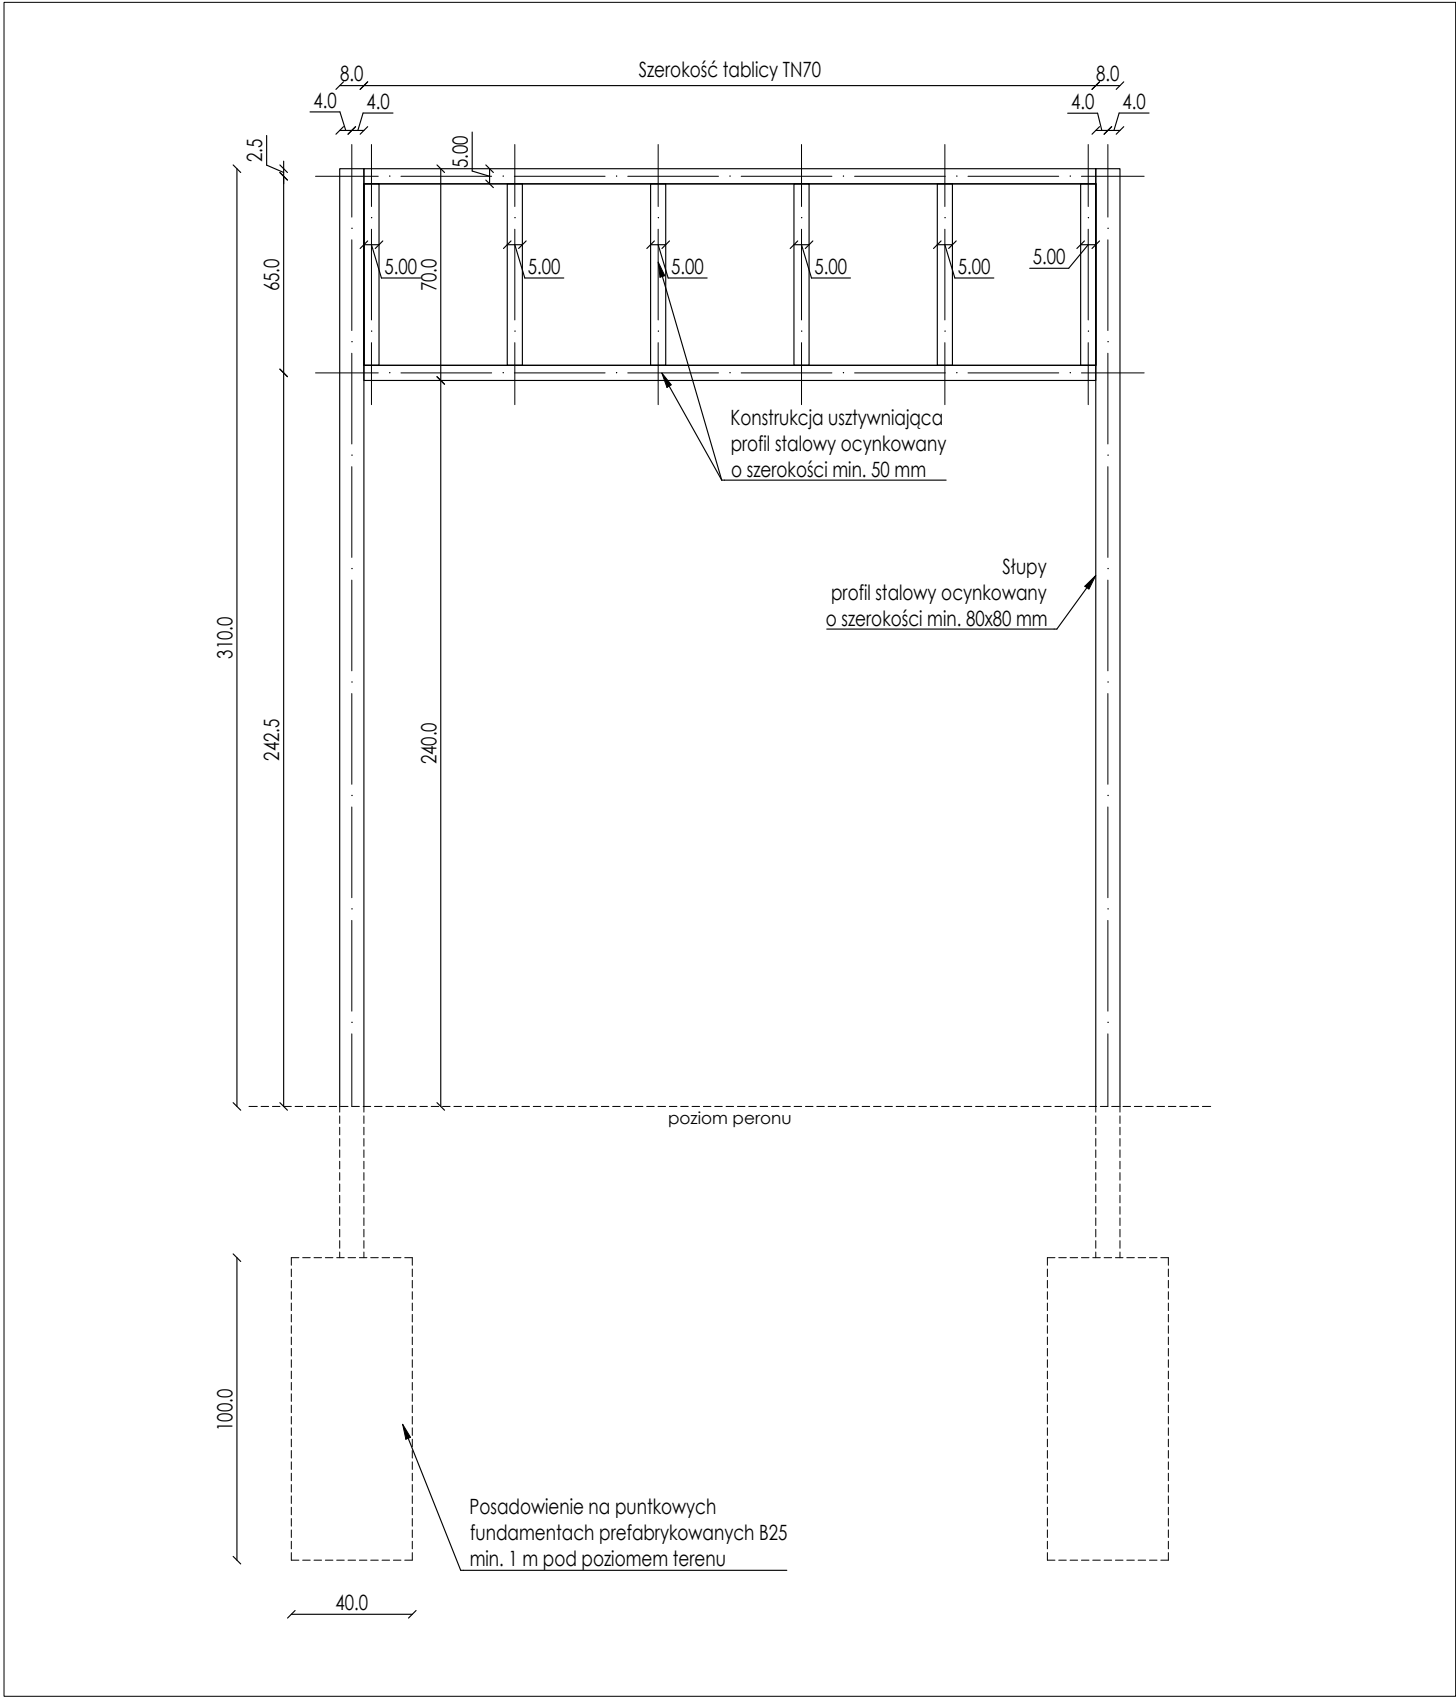 Szerokość tablicy TN70
8.0
8.0
4.0
4.0
4.0
4.0
2.5
5.00
65.0
70.0
5.00
5.00
5.00
5.00
5.00
5.00
Konstrukcja usztywniająca
profil stalowy ocynkowany
o szerokości min. 50 mm
Słupy
profil stalowy ocynkowany
o szerokości min. 80x80 mm
310.0
242.5
240.0
poziom peronu
100.0
Posadowienie na puntkowych
fundamentach prefabrykowanych B25
min. 1 m pod poziomem terenu
40.0